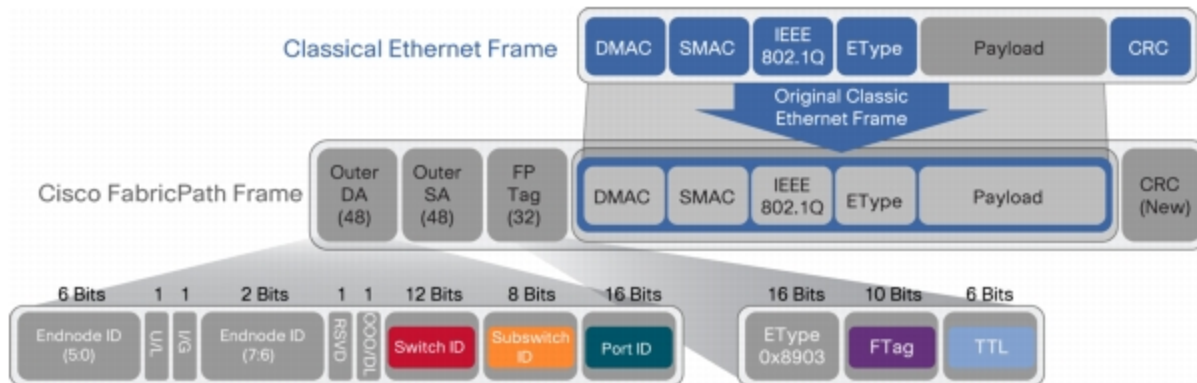 Classical Ethernet Frame
DMAC SMAC IEEE 802.1Q EType Payload CRC
Original Classic
Ethernet Frame
Cisco FabricPath Frame
Outer DA (48) Outer SA (48) FP Tag (32) DMAC SMAC IEEE 802.1Q EType Payload CRC (New)
6 Bits 1 1 2 Bits 1 1 12 Bits 8 Bits 16 Bits
Endnode ID (5:0) U/L I/G Endnode ID (7:6) RSVD OOO/DL Switch ID Subswitch ID Port ID
16 Bits 10 Bits 6 Bits
EType 0x8903 FTag TTL